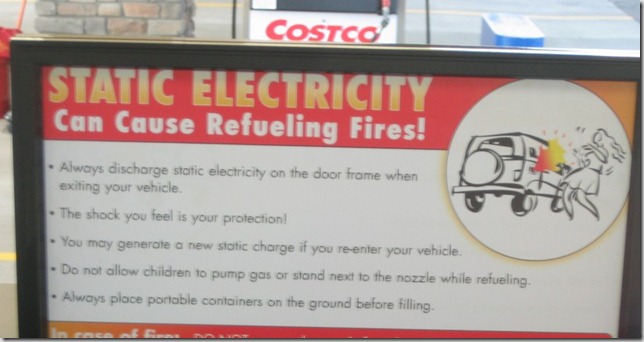 COSTCO
STATIC ELECTRICITY
Can Cause Refueling Fires!
• Always discharge static electricity on the door frame when
exiting your vehicle.
• The shock you feel is your protection!
• You may generate a new static charge if you re-enter your vehicle.
• Do not allow children to pump gas or stand next to the nozzle while refueling.
• Always place portable containers on the ground before filling.
In case of fire: DO NOT